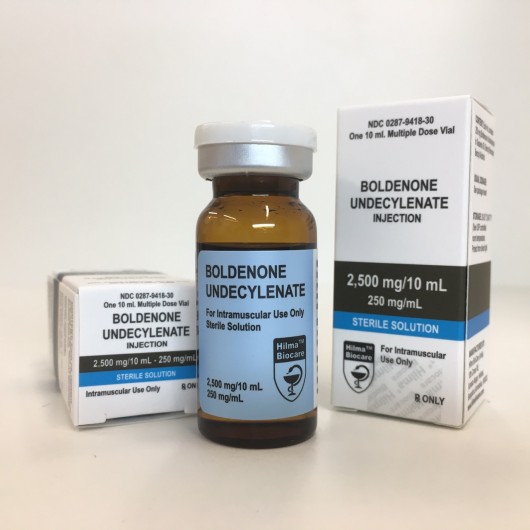 NDC 0287-9418-30
One 10 ml. Multiple Dose Vial
BOLDENONE
UNDECYLENATE
INJECTION
2,500 mg/10 mL - 250 mg/mL
STERILE SOLUTION
Intramuscular Use Only
℞ ONLY
BOLDENONE
UNDECYLENATE
For Intramuscular Use Only
Sterile Solution
Hilma™
Biocare
2,500 mg/10 mL
250 mg/mL
NDC 0287-9418-30
One 10 ml. Multiple Dose Vial
BOLDENONE
UNDECYLENATE
INJECTION
2,500 mg/10 mL
250 mg/mL
STERILE SOLUTION
Hilma™
Biocare
For Intramuscular
Use Only
℞ ONLY